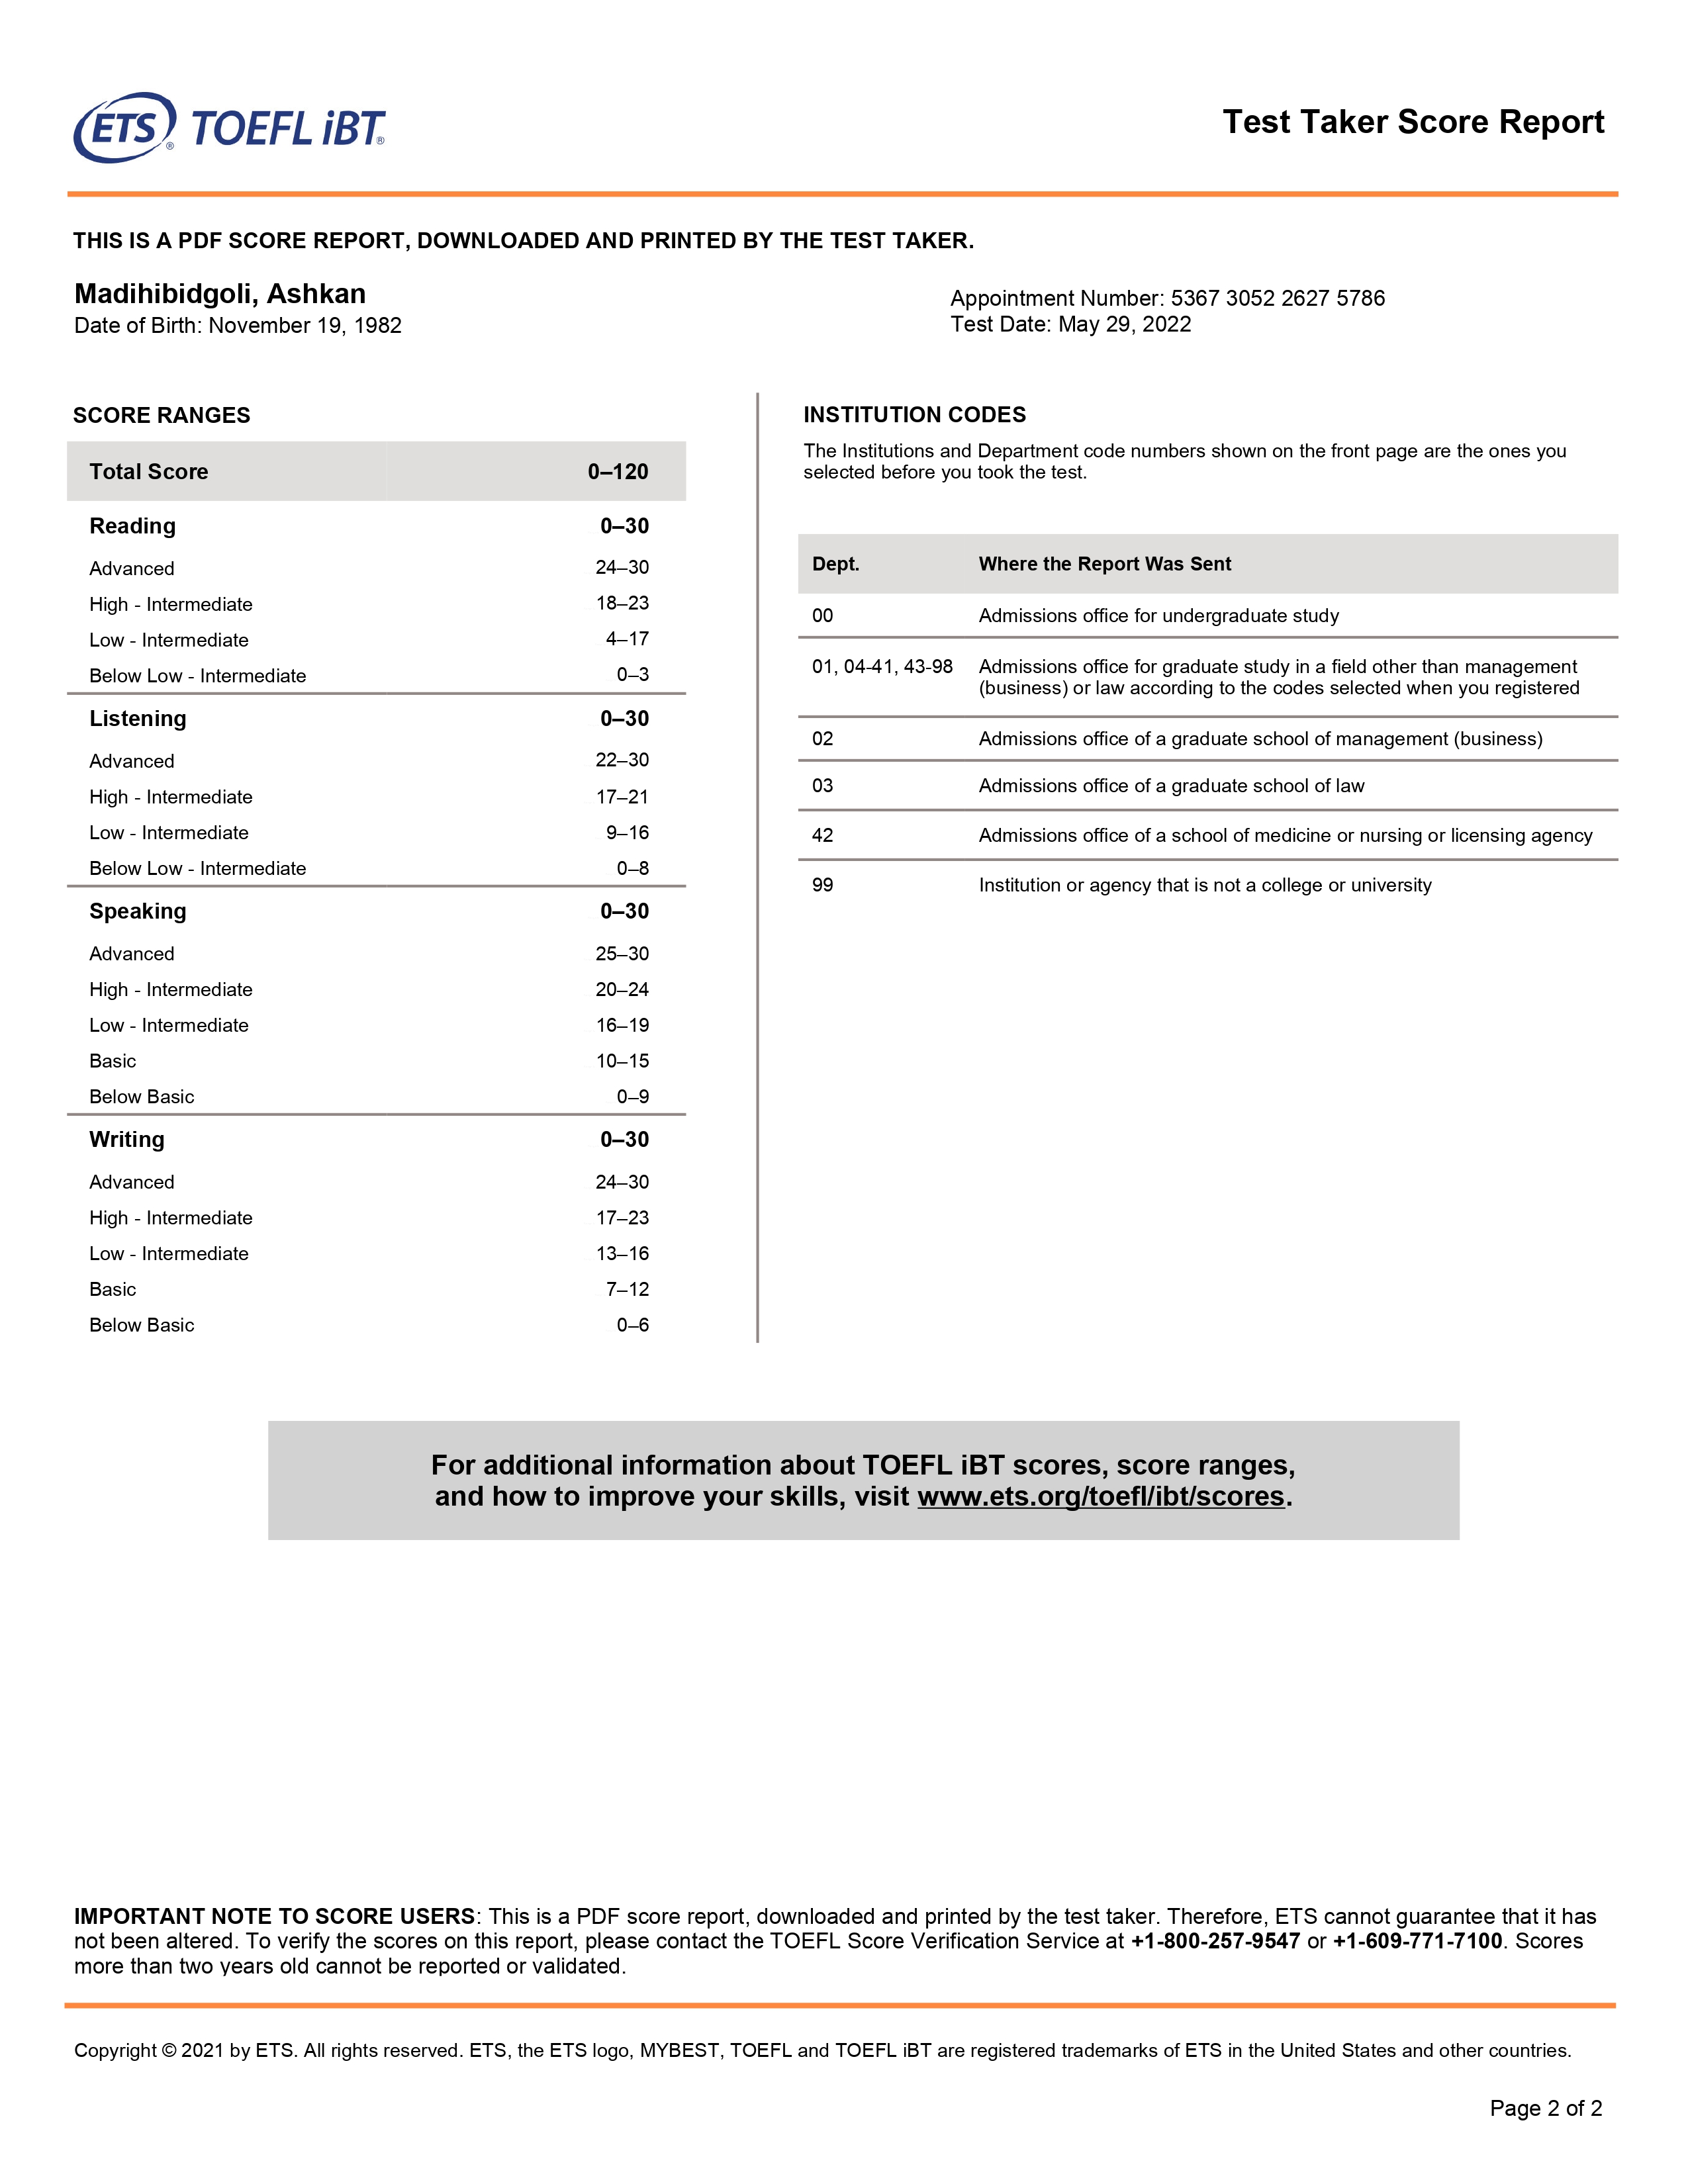 ETS® TOEFL iBT®
Test Taker Score Report
THIS IS A PDF SCORE REPORT, DOWNLOADED AND PRINTED BY THE TEST TAKER.
Madihibidgoli, Ashkan
Date of Birth: November 19, 1982
Appointment Number: 5367 3052 2627 5786
Test Date: May 29, 2022
SCORE RANGES
Total Score 0–120
Reading 0–30
Advanced 24–30
High - Intermediate 18–23
Low - Intermediate 4–17
Below Low - Intermediate 0–3
Listening 0–30
Advanced 22–30
High - Intermediate 17–21
Low - Intermediate 9–16
Below Low - Intermediate 0–8
Speaking 0–30
Advanced 25–30
High - Intermediate 20–24
Low - Intermediate 16–19
Basic 10–15
Below Basic 0–9
Writing 0–30
Advanced 24–30
High - Intermediate 17–23
Low - Intermediate 13–16
Basic 7–12
Below Basic 0–6
INSTITUTION CODES
The Institutions and Department code numbers shown on the front page are the ones you
selected before you took the test.
Dept. Where the Report Was Sent
00 Admissions office for undergraduate study
01, 04-41, 43-98 Admissions office for graduate study in a field other than management
(business) or law according to the codes selected when you registered
02 Admissions office of a graduate school of management (business)
03 Admissions office of a graduate school of law
42 Admissions office of a school of medicine or nursing or licensing agency
99 Institution or agency that is not a college or university
For additional information about TOEFL iBT scores, score ranges,
and how to improve your skills, visit www.ets.org/toefl/ibt/scores.
IMPORTANT NOTE TO SCORE USERS: This is a PDF score report, downloaded and printed by the test taker. Therefore, ETS cannot guarantee that it has
not been altered. To verify the scores on this report, please contact the TOEFL Score Verification Service at +1-800-257-9547 or +1-609-771-7100. Scores
more than two years old cannot be reported or validated.
Copyright © 2021 by ETS. All rights reserved. ETS, the ETS logo, MYBEST, TOEFL and TOEFL iBT are registered trademarks of ETS in the United States and other countries.
Page 2 of 2